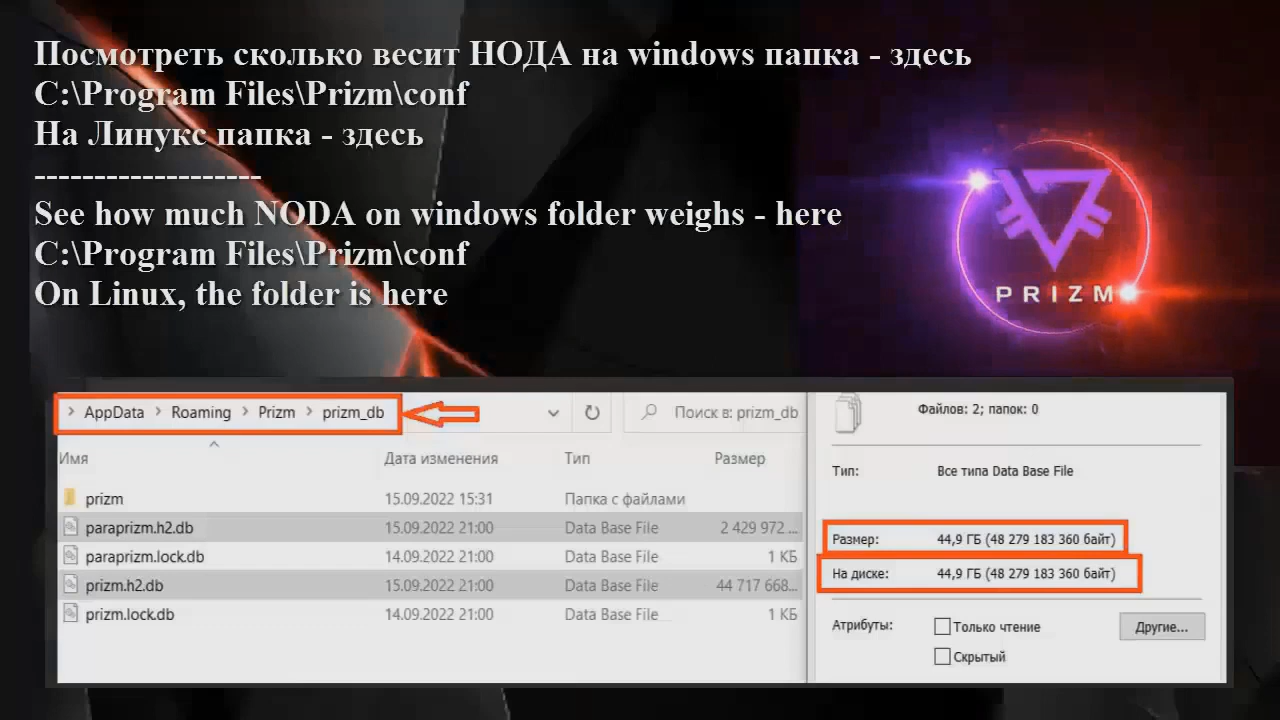 Посмотреть сколько весит НОДА на windows папка - здесь
C:\Program Files\Prizm\conf
На Линукс папка - здесь
-------------------
See how much NODA on windows folder weighs - here
C:\Program Files\Prizm\conf
On Linux, the folder is here
PRIZM
> AppData > Roaming > Prizm > prizm_db
Поиск в: prizm_db
Имя Дата изменения Тип Размер
prizm 15.09.2022 15:31 Папка с файлами
paraprizm.h2.db 15.09.2022 21:00 Data Base File 2 429 972 ...
paraprizm.lock.db 14.09.2022 21:00 Data Base File 1 КБ
prizm.h2.db 15.09.2022 21:00 Data Base File 44 717 668...
prizm.lock.db 14.09.2022 21:00 Data Base File 1 КБ
Файлов: 2; папок: 0
Тип: Все типа Data Base File
Размер: 44,9 ГБ (48 279 183 360 байт)
На диске: 44,9 ГБ (48 279 183 360 байт)
Атрибуты: Только чтение Другие...
Скрытый